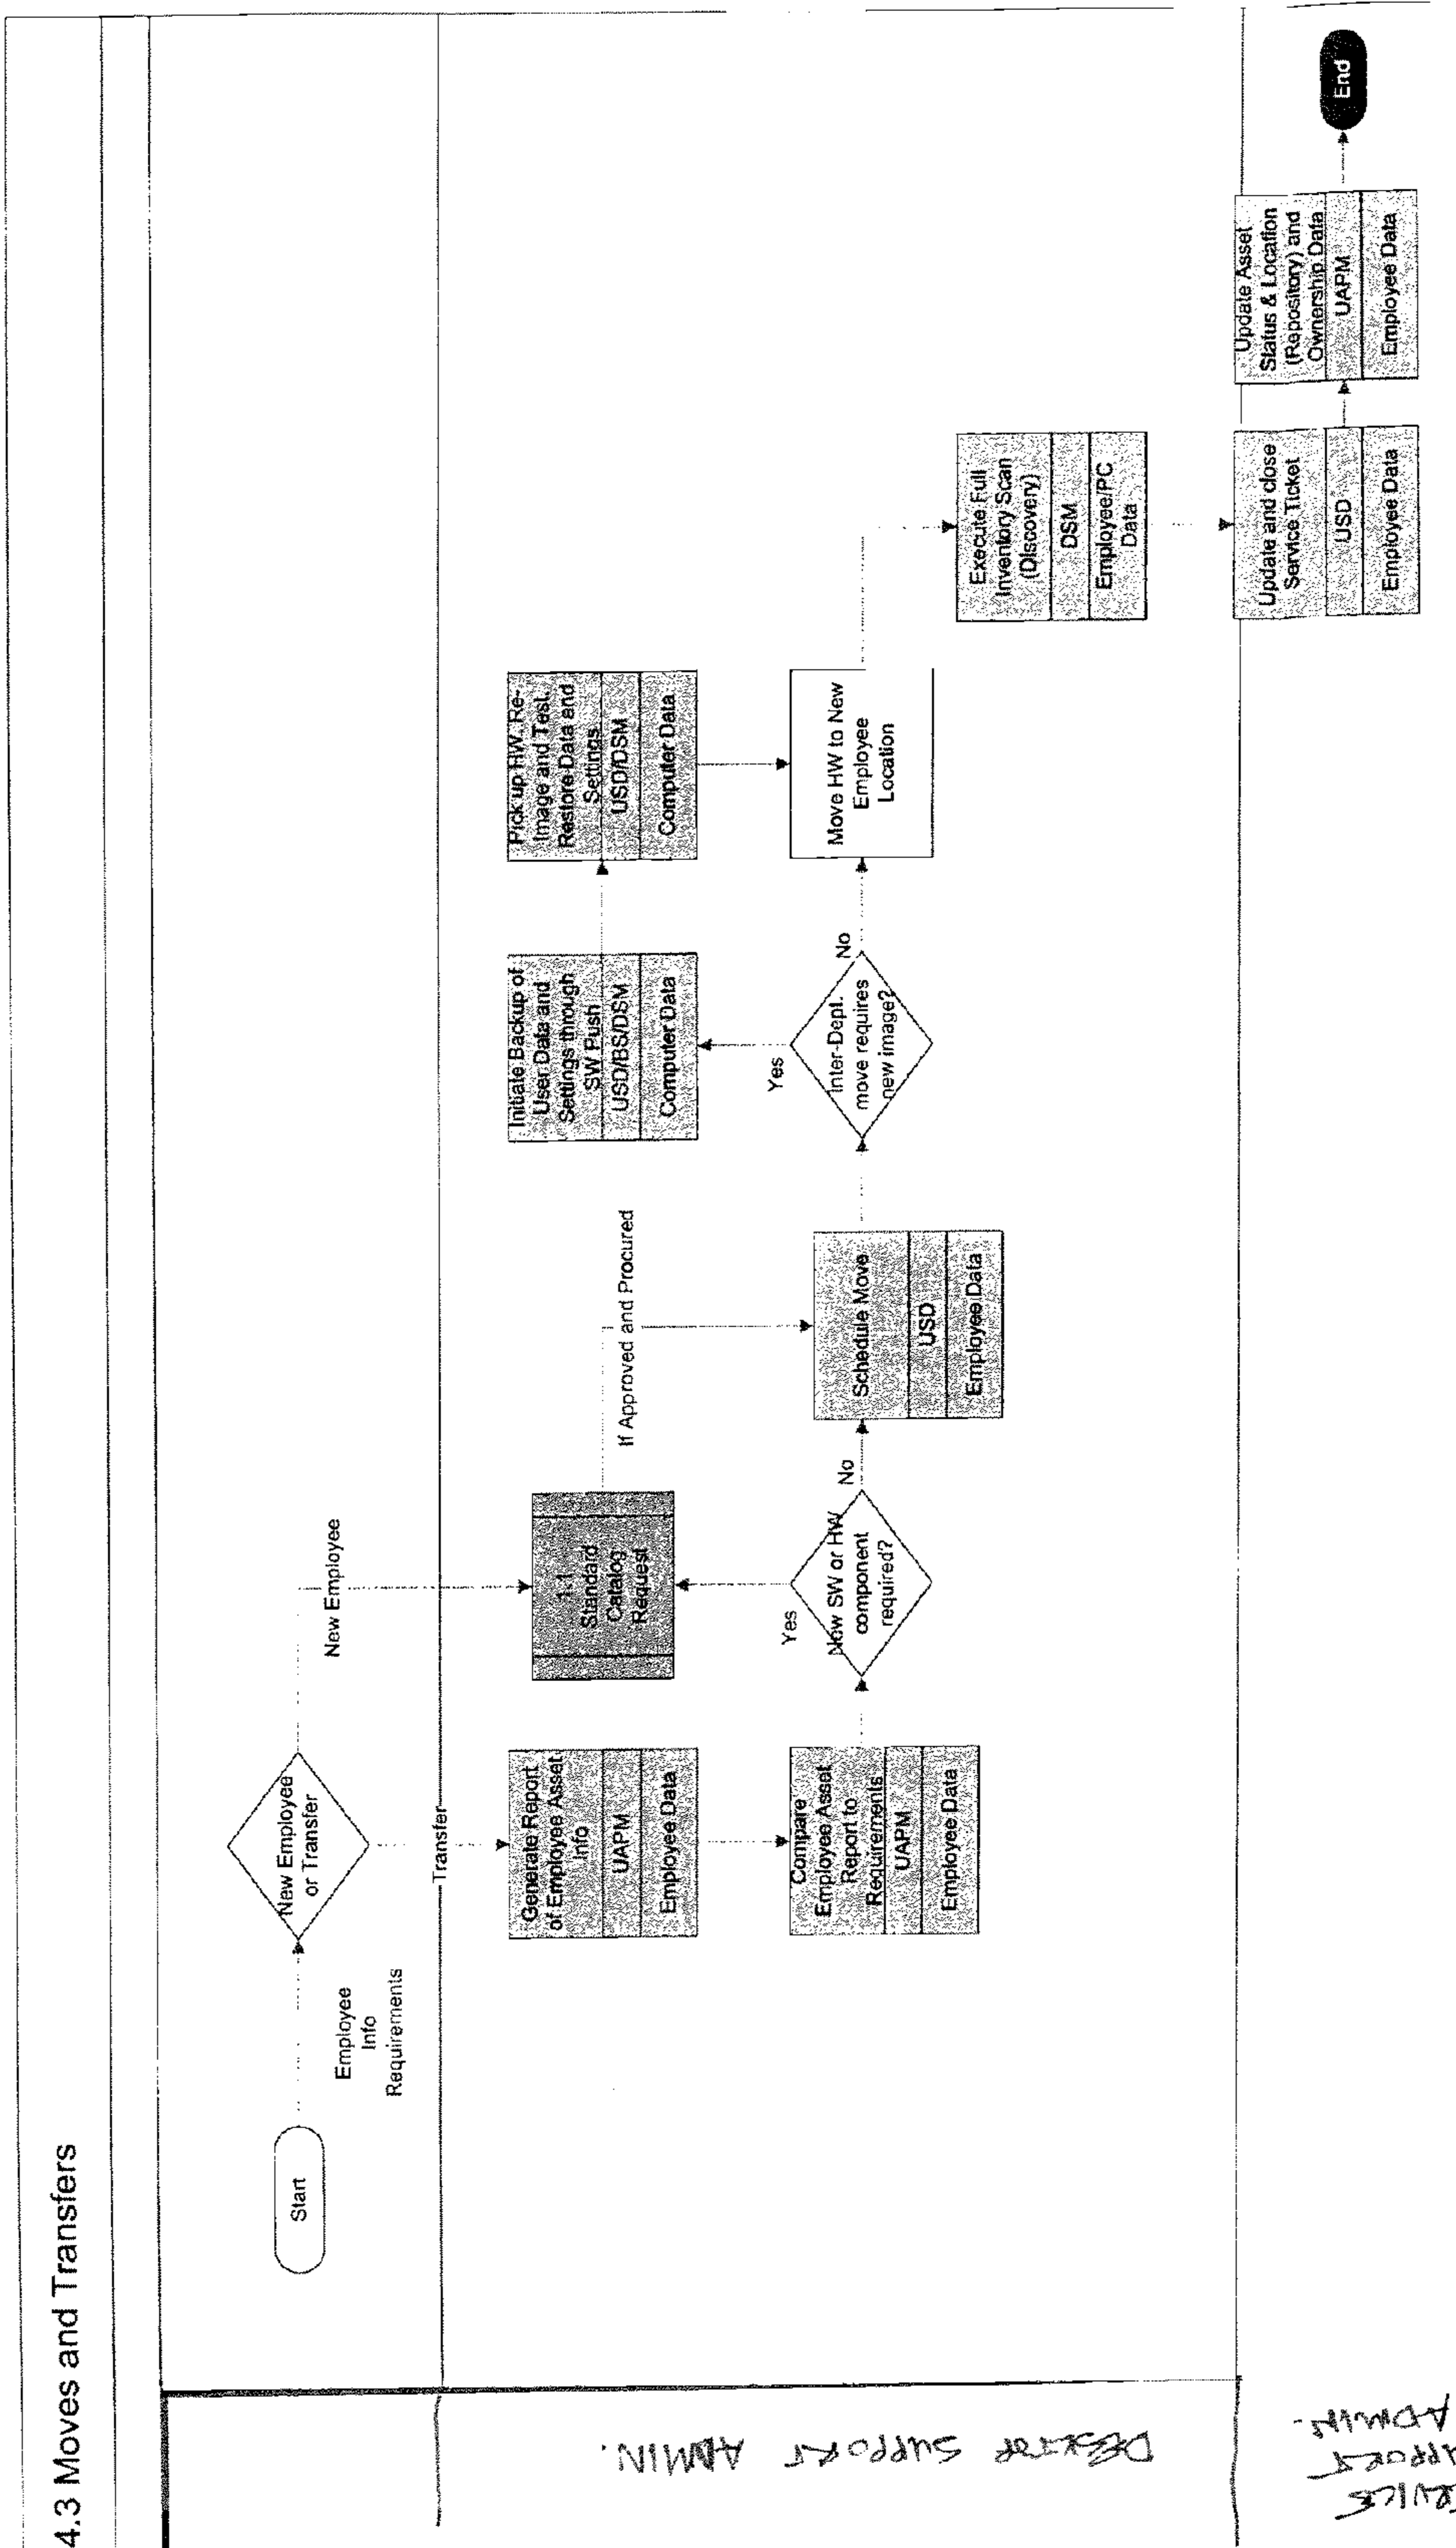 4.3 Moves and Transfers
Start
Employee
Info
Requirements
New Employee
or Transfer
New Employee
Transfer
Generate Report
of Employee Asset
Info
UAPM
Employee Data
Compare
Employee Asset
Report to
Requirements
UAPM
Employee Data
1-1
Standard
Catalog
Request
Yes
New SW or HW
component
required?
No
If Approved and Procured
Schedule Move
USD
Employee Data
Initiate Backup of
User Data and
Settings through
SW Push
USD/BS/DSM
Computer Data
Yes
Inter-Dept.
move requires
new image?
No
Pick up HW. Re-
Image and Test.
Restore Data and
Settings
USD/DSM
Computer Data
Move HW to New
Employee
Location
Execute Full
Inventory Scan
(Discovery)
DSM
Employee/PC
Data
Update and close
Service Ticket
USD
Employee Data
Update Asset
Status & Location
(Repository) and
Ownership Data
UAPM
Employee Data
End
DESKTOP SUPPORT ADMIN.
ADMIN.